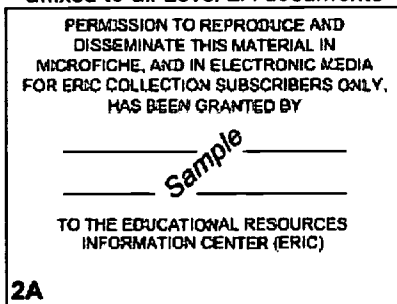 affixed to all Level 2A documents
PERMISSION TO REPRODUCE AND
DISSEMINATE THIS MATERIAL IN
MICROFICHE, AND IN ELECTRONIC MEDIA
FOR ERIC COLLECTION SUBSCRIBERS ONLY,
HAS BEEN GRANTED BY
Sample
TO THE EDUCATIONAL RESOURCES
INFORMATION CENTER (ERIC)
2A